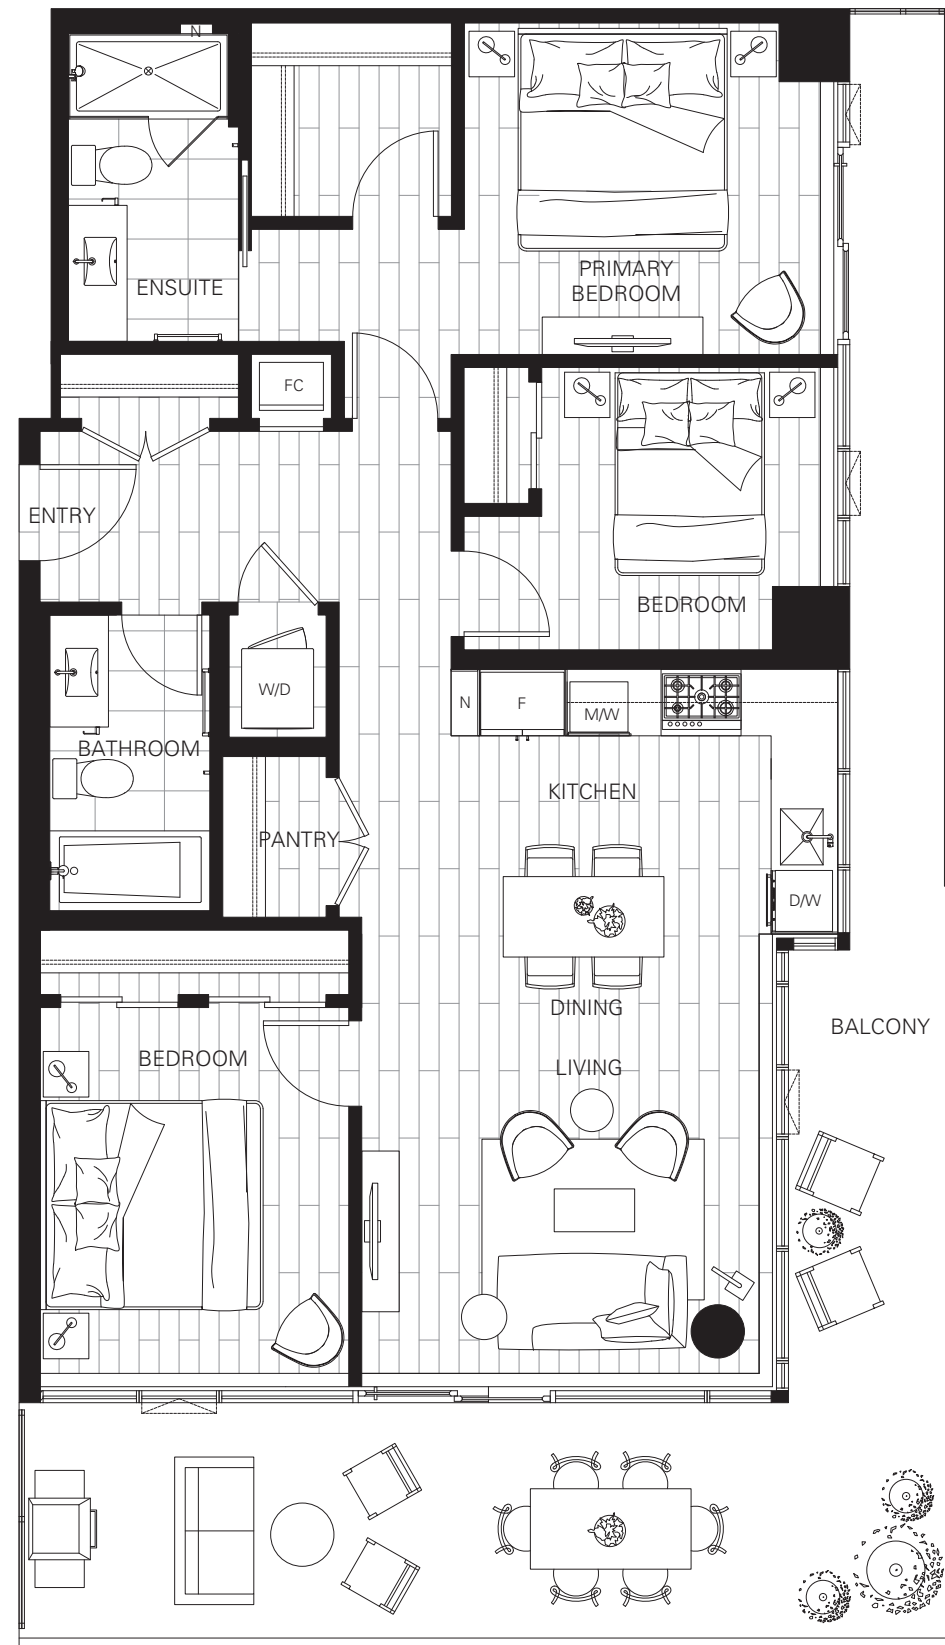 N
ENSUITE
PRIMARY
BEDROOM
FC
ENTRY
BEDROOM
W/D
N
F
M/W
BATHROOM
KITCHEN
PANTRY
D/W
DINING
BALCONY
BEDROOM
LIVING